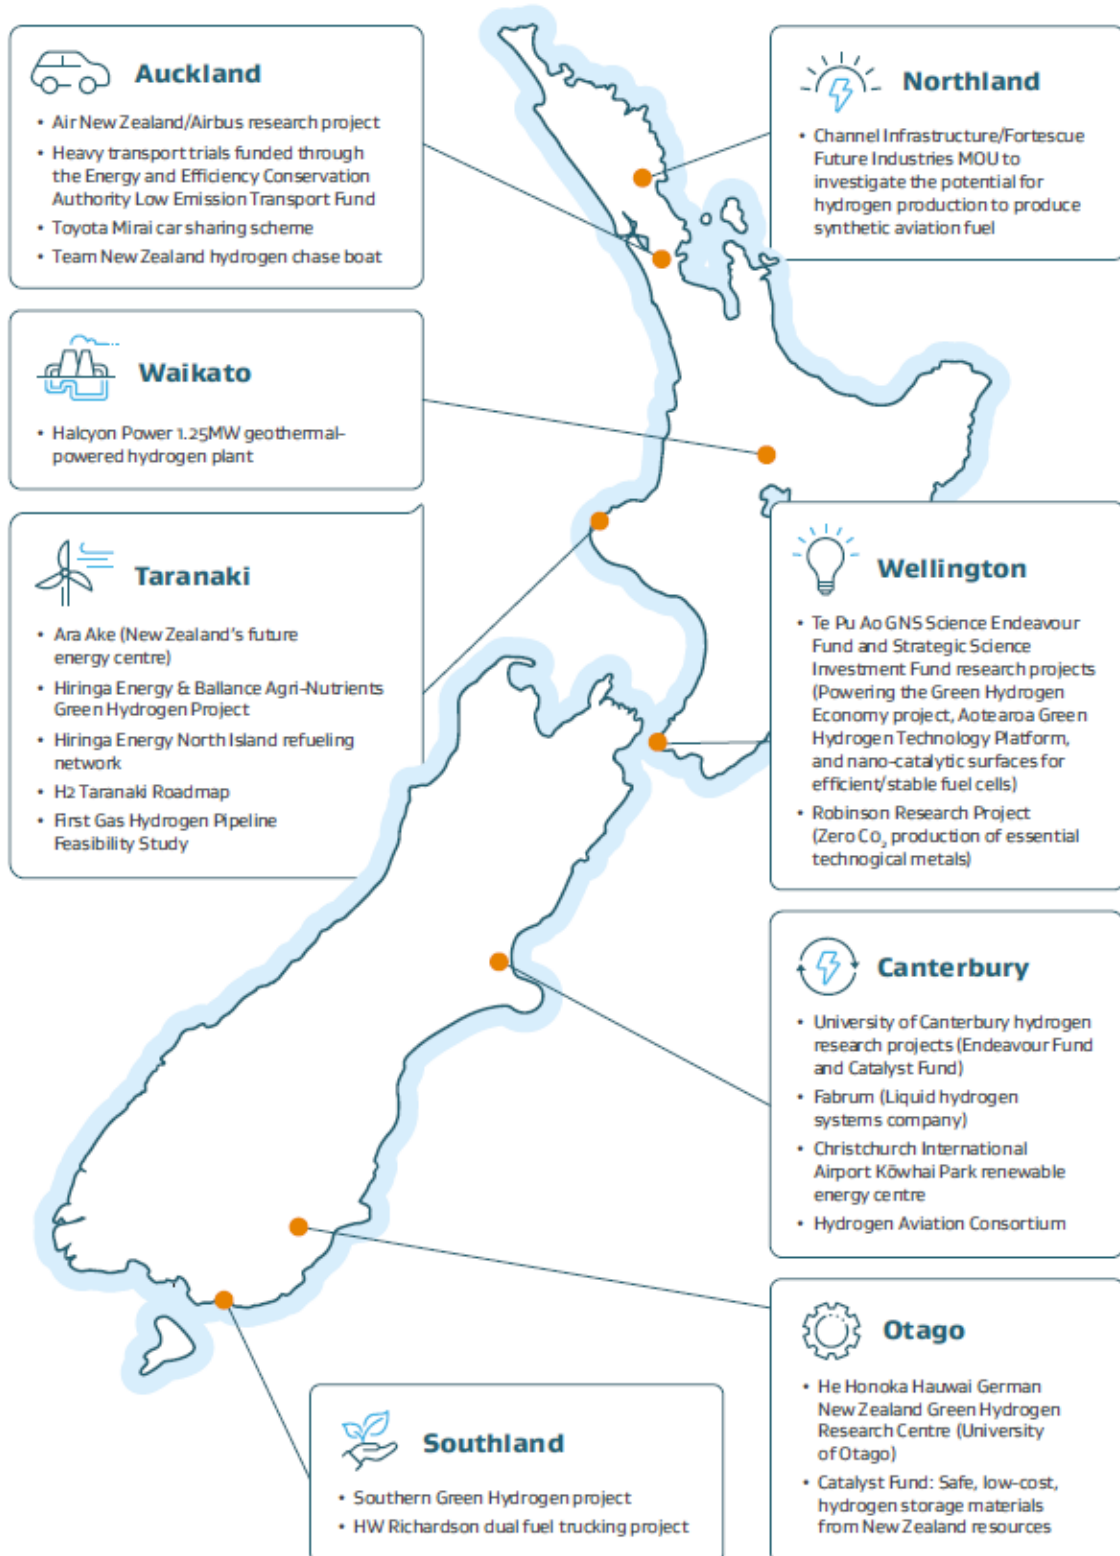 Auckland
• Air New Zealand/Airbus research project
• Heavy transport trials funded through
the Energy and Efficiency Conservation
Authority Low Emission Transport Fund
• Toyota Mirai car sharing scheme
• Team New Zealand hydrogen chase boat
Northland
• Channel Infrastructure/Fortescue
Future Industries MOU to
investigate the potential for
hydrogen production to produce
synthetic aviation fuel
Waikato
• Halcyon Power 1.25MW geothermal-
powered hydrogen plant
Taranaki
• Ara Ake (New Zealand's future
energy centre)
• Hiringa Energy & Ballance Agri-Nutrients
Green Hydrogen Project
• Hiringa Energy North Island refueling
network
• H2 Taranaki Roadmap
• First Gas Hydrogen Pipeline
Feasibility Study
Wellington
• Te Pu Ao GNS Science Endeavour
Fund and Strategic Science
Investment Fund research projects
(Powering the Green Hydrogen
Economy project, Aotearoa Green
Hydrogen Technology Platform,
and nano-catalytic surfaces for
efficient/stable fuel cells)
• Robinson Research Project
(Zero CO₂ production of essential
technogical metals)
Canterbury
• University of Canterbury hydrogen
research projects (Endeavour Fund
and Catalyst Fund)
• Fabrum (Liquid hydrogen
systems company)
• Christchurch International
Airport Kōwhai Park renewable
energy centre
• Hydrogen Aviation Consortium
Otago
• He Honoka Hauwai German
New Zealand Green Hydrogen
Research Centre (University
of Otago)
• Catalyst Fund: Safe, low-cost,
hydrogen storage materials
from New Zealand resources
Southland
• Southern Green Hydrogen project
• HW Richardson dual fuel trucking project